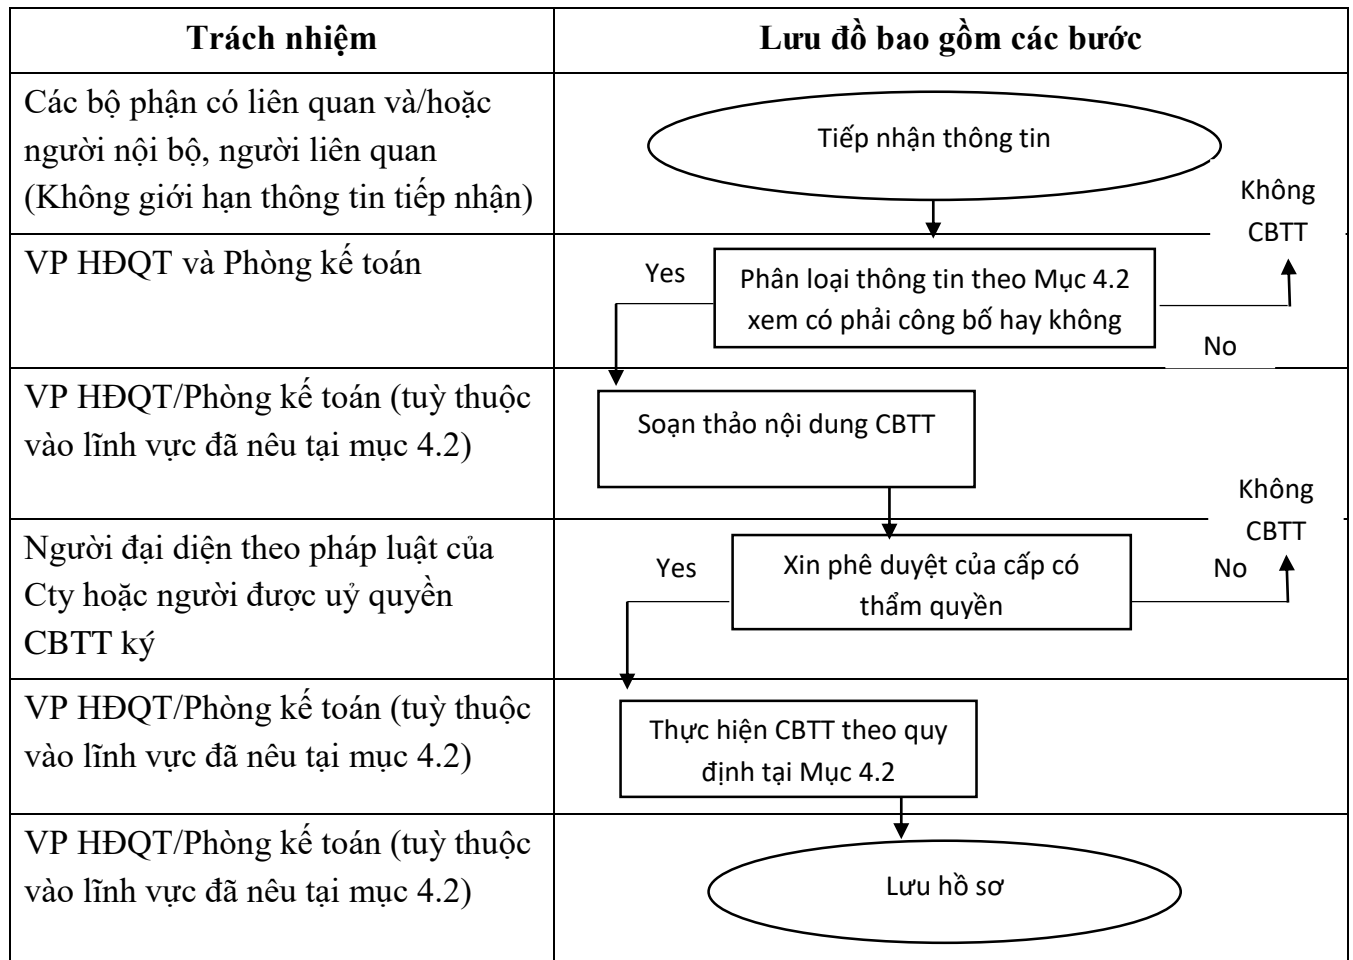 Trách nhiệm
Lưu đồ bao gồm các bước
Các bộ phận có liên quan và/hoặc
người nội bộ, người liên quan
(Không giới hạn thông tin tiếp nhận)
Tiếp nhận thông tin
Không
CBTT
VP HĐQT và Phòng kế toán
Yes
Phân loại thông tin theo Mục 4.2
xem có phải công bố hay không
No
VP HĐQT/Phòng kế toán (tuỳ thuộc
vào lĩnh vực đã nêu tại mục 4.2)
Soạn thảo nội dung CBTT
Không
CBTT
Người đại diện theo pháp luật của
Cty hoặc người được uỷ quyền
CBTT ký
Yes
Xin phê duyệt của cấp có
thẩm quyền
No
VP HĐQT/Phòng kế toán (tuỳ thuộc
vào lĩnh vực đã nêu tại mục 4.2)
Thực hiện CBTT theo quy
định tại Mục 4.2
VP HĐQT/Phòng kế toán (tuỳ thuộc
vào lĩnh vực đã nêu tại mục 4.2)
Lưu hồ sơ